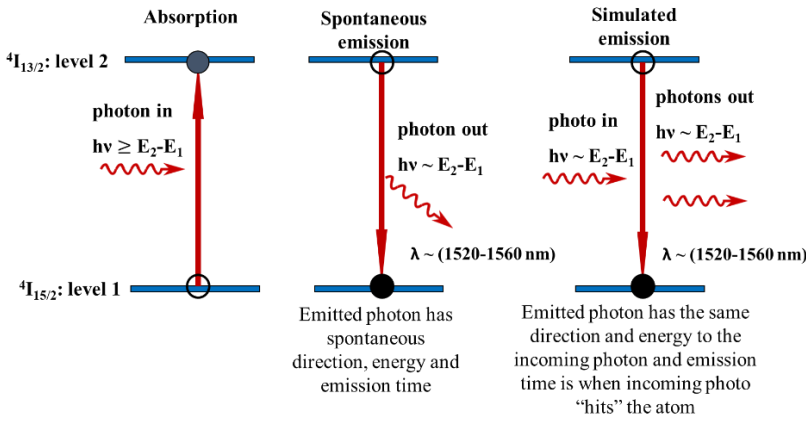 Absorption
⁴I₁₃/₂: level 2
photon in
hν ≥ E₂-E₁
⁴I₁₅/₂: level 1
Spontaneous
emission
photon out
hν ~ E₂-E₁
λ ~ (1520-1560 nm)
Emitted photon has
spontaneous
direction, energy and
emission time
Simulated
emission
photo in
hν ~ E₂-E₁
photons out
hν ~ E₂-E₁
λ ~ (1520-1560 nm)
Emitted photon has the same
direction and energy to the
incoming photon and emission
time is when incoming photo
“hits” the atom